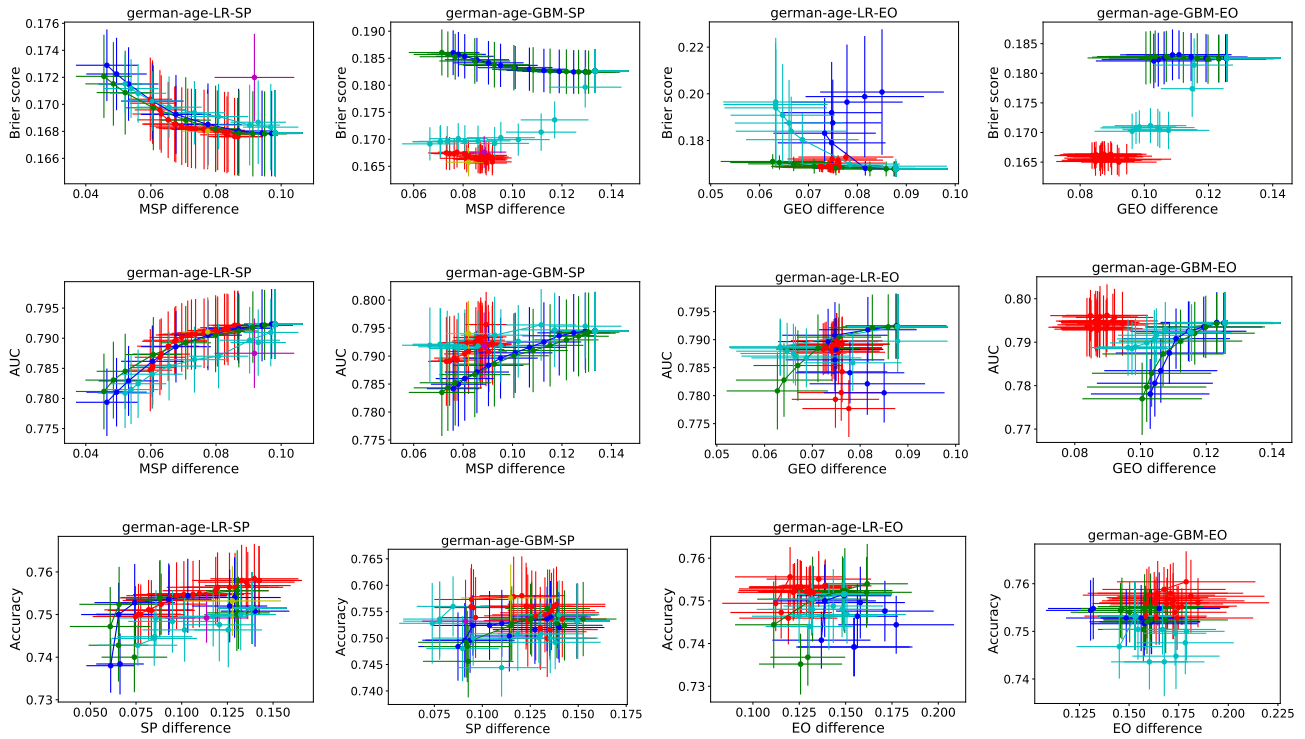 german-age-LR-SP
Brier score
0.176
0.174
0.172
0.170
0.168
0.166
0.04 0.06 0.08 0.10
MSP difference
german-age-GBM-SP
Brier score
0.190
0.185
0.180
0.175
0.170
0.165
0.06 0.08 0.10 0.12 0.14
MSP difference
german-age-LR-EO
Brier score
0.22
0.20
0.18
0.05 0.06 0.07 0.08 0.09 0.10
GEO difference
german-age-GBM-EO
Brier score
0.185
0.180
0.175
0.170
0.165
0.08 0.10 0.12 0.14
GEO difference
german-age-LR-SP
AUC
0.795
0.790
0.785
0.780
0.775
0.04 0.06 0.08 0.10
MSP difference
german-age-GBM-SP
AUC
0.800
0.795
0.790
0.785
0.780
0.775
0.06 0.08 0.10 0.12 0.14
MSP difference
german-age-LR-EO
AUC
0.795
0.790
0.785
0.780
0.775
0.05 0.06 0.07 0.08 0.09 0.10
GEO difference
german-age-GBM-EO
AUC
0.80
0.79
0.78
0.77
0.08 0.10 0.12 0.14
GEO difference
german-age-LR-SP
Accuracy
0.76
0.75
0.74
0.73
0.050 0.075 0.100 0.125 0.150
SP difference
german-age-GBM-SP
Accuracy
0.765
0.760
0.755
0.750
0.745
0.740
0.075 0.100 0.125 0.150 0.175
SP difference
german-age-LR-EO
Accuracy
0.76
0.75
0.74
0.73
0.100 0.125 0.150 0.175 0.200
EO difference
german-age-GBM-EO
Accuracy
0.76
0.75
0.74
0.125 0.150 0.175 0.200 0.225
EO difference